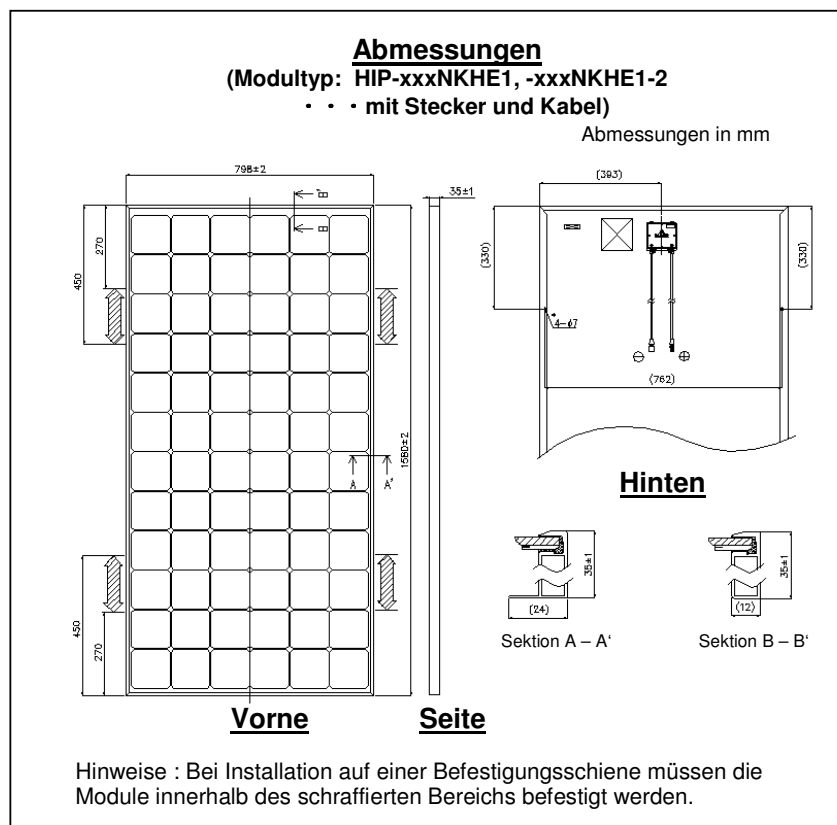 Abmessungen
(Modultyp: HIP-xxxNKHE1, -xxxNKHE1-2
・・・mit Stecker und Kabel)
Abmessungen in mm
798±2
35±1
(393)
B'
B
270
450
(330)
(330)
4-ø7
(762)
1580±2
A A'
Hinten
35±1
35±1
450
270
(24)
(12)
Sektion A – A‘
Sektion B – B‘
Vorne
Seite
Hinweise : Bei Installation auf einer Befestigungsschiene müssen die
Module innerhalb des schraffierten Bereichs befestigt werden.